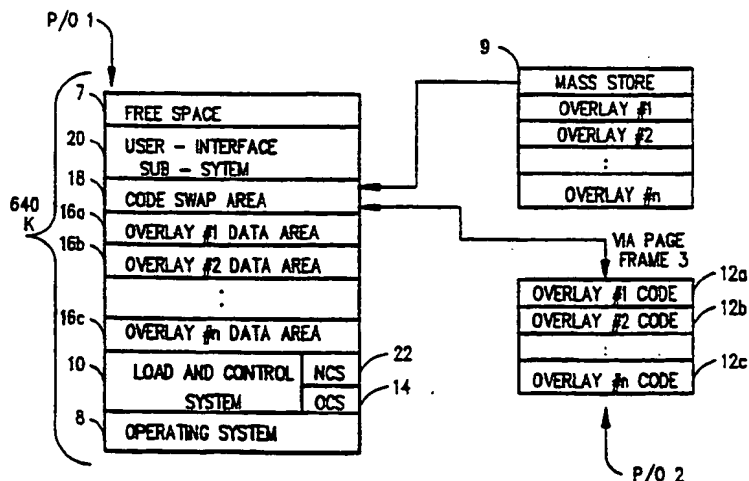 P/O 1
9
7
FREE SPACE
20
USER - INTERFACE
SUB - SYTEM
18
CODE SWAP AREA
640
K
16a
OVERLAY #1 DATA AREA
16b
OVERLAY #2 DATA AREA
:
16c
OVERLAY #n DATA AREA
10
LOAD AND CONTROL
SYSTEM
NCS
22
OCS
14
8
OPERATING SYSTEM
MASS STORE
OVERLAY #1
OVERLAY #2
:
OVERLAY #n
VIA PAGE
FRAME 3
OVERLAY #1 CODE
12a
OVERLAY #2 CODE
12b
:
OVERLAY #n CODE
12c
P/O 2